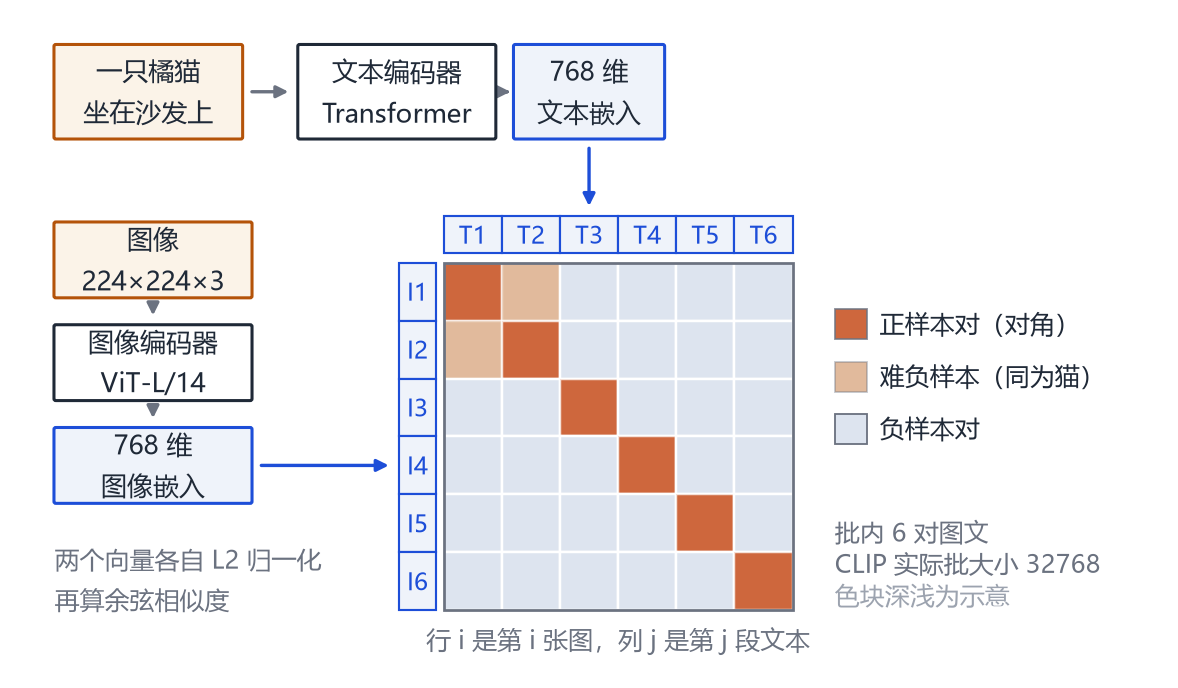 一只橘猫
坐在沙发上
文本编码器
Transformer
768 维
文本嵌入
图像
224×224×3
图像编码器
ViT-L/14
768 维
图像嵌入
两个向量各自 L2 归一化
再算余弦相似度
T1 T2 T3 T4 T5 T6
I1
I2
I3
I4
I5
I6
行 i 是第 i 张图，列 j 是第 j 段文本
正样本对（对角）
难负样本（同为猫）
负样本对
批内 6 对图文
CLIP 实际批大小 32768
色块深浅为示意